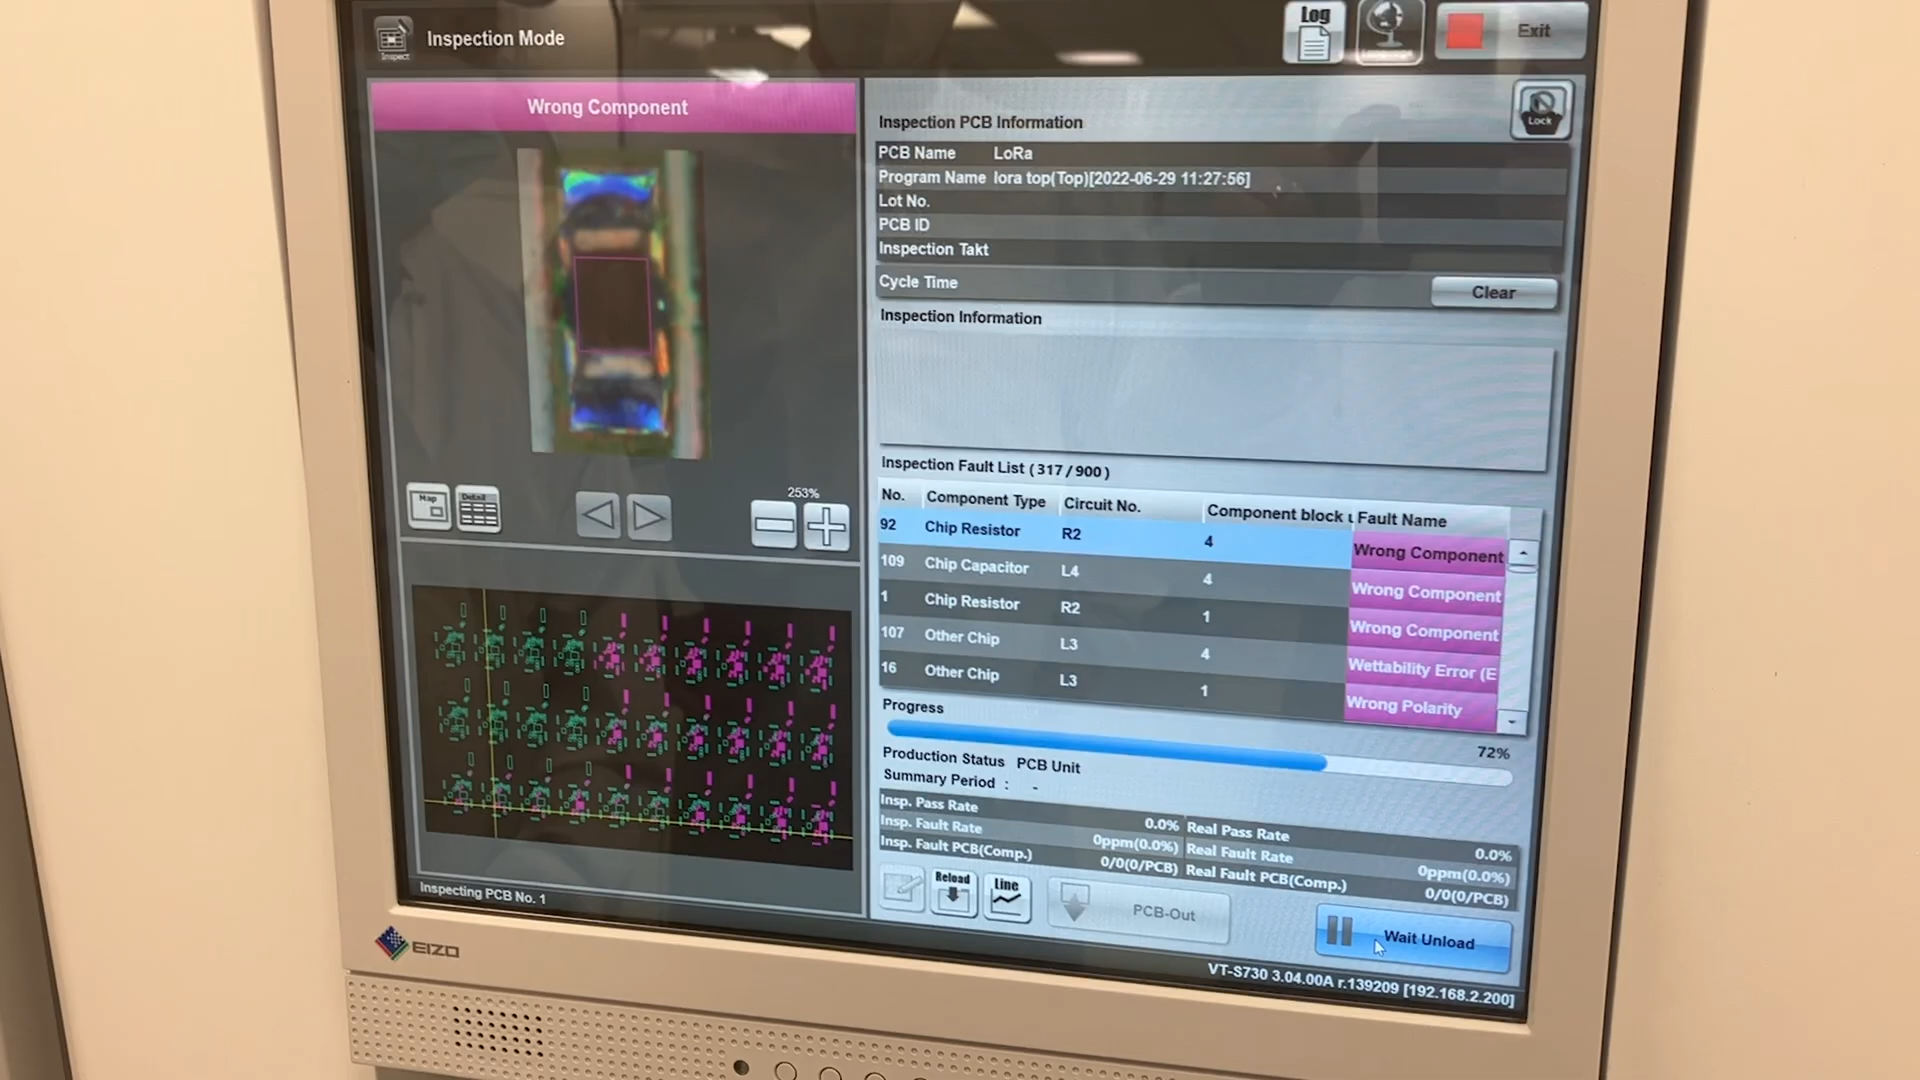 Inspect
Inspection Mode
Log
Exit
Wrong Component
Lock
Inspection PCB Information
PCB Name LoRa
Program Name lora top(Top)[2022-06-29 11:27:56]
Lot No.
PCB ID
Inspection Takt
Cycle Time
Clear
Inspection Information
Map
Detail
253%
Inspection Fault List ( 317 / 900 )
No. Component Type Circuit No. Component block Fault Name
92 Chip Resistor R2 4 Wrong Component
109 Chip Capacitor L4 4 Wrong Component
1 Chip Resistor R2 1 Wrong Component
107 Other Chip L3 4 Wettability Error (E
16 Other Chip L3 1 Wrong Polarity
Progress
72%
Production Status PCB Unit
Summary Period : -
Insp. Pass Rate 0.0% Real Pass Rate 0.0%
Insp. Fault Rate 0ppm(0.0%) Real Fault Rate 0ppm(0.0%)
Insp. Fault PCB(Comp.) 0/0(0/PCB) Real Fault PCB(Comp.) 0/0(0/PCB)
Reload
Line
PCB-Out
Wait Unload
Inspecting PCB No. 1
VT-S730 3.04.00A r.139209 [192.168.2.200]
EIZO